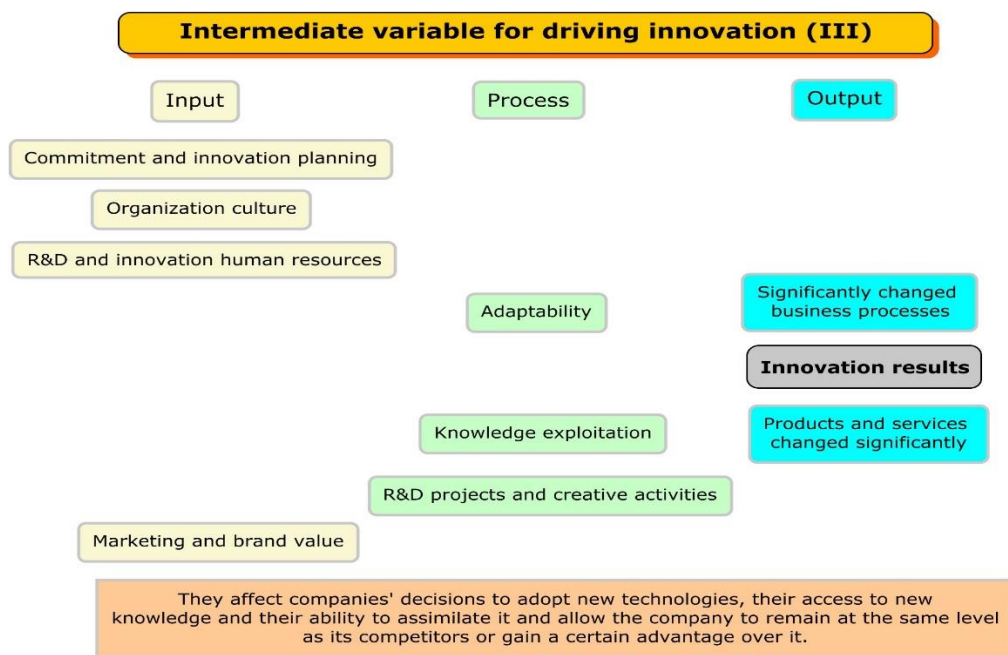 Intermediate variable for driving innovation (III)
Input
Process
Output
Commitment and innovation planning
Organization culture
R&D and innovation human resources
Adaptability
Significantly changed
business processes
Innovation results
Knowledge exploitation
Products and services
changed significantly
R&D projects and creative activities
Marketing and brand value
They affect companies' decisions to adopt new technologies, their access to new
knowledge and their ability to assimilate it and allow the company to remain at the same level
as its competitors or gain a certain advantage over it.